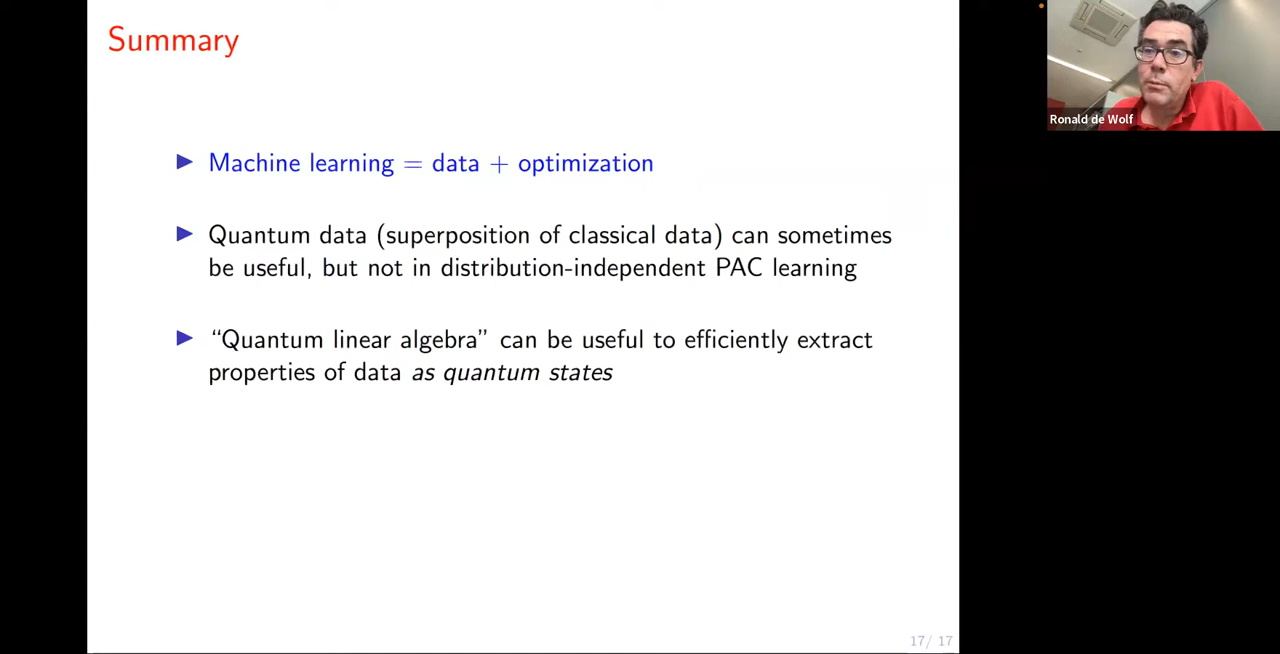 Summary
▶ Machine learning = data + optimization
▶ Quantum data (superposition of classical data) can sometimes
be useful, but not in distribution-independent PAC learning
▶ “Quantum linear algebra” can be useful to efficiently extract
properties of data as quantum states
17/ 17
Ronald de Wolf